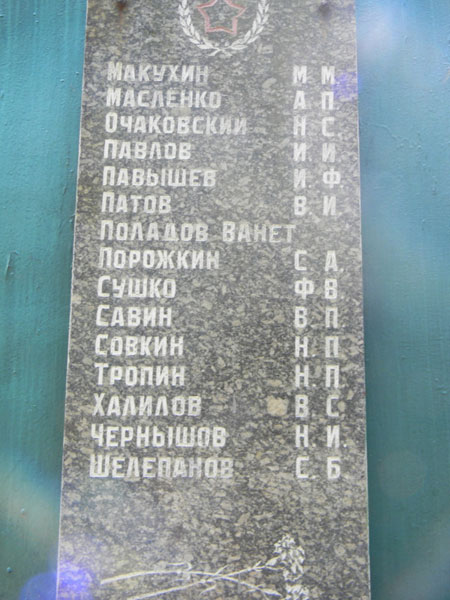 Макухин М. М.
Масленко А. П.
Очаковский Н. С.
Павлов И. И.
Павышев И. Ф.
Патов В. И.
Поладов Ванет
Порожкин С. А.
Сушко Ф. В.
Савин В. П.
Совкин Н. П.
Тропин Н. П.
Халилов В. С.
Чернышов Н. И.
Шелепанов С. Б